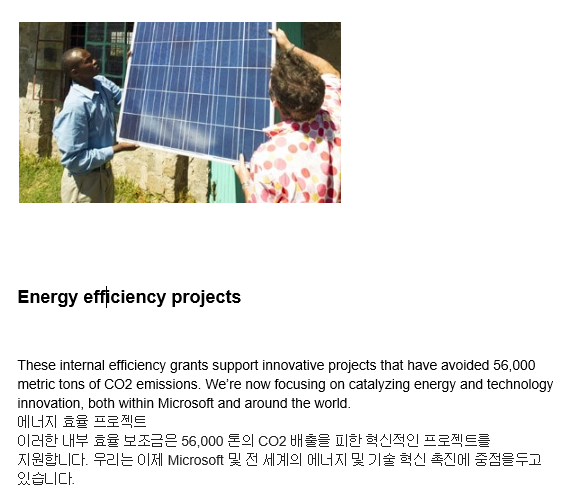 Energy efficiency projects
These internal efficiency grants support innovative projects that have avoided 56,000
metric tons of CO2 emissions. We're now focusing on catalyzing energy and technology
innovation, both within Microsoft and around the world.
에너지 효율 프로젝트
이러한 내부 효율 보조금은 56,000 톤의 CO2 배출을 피한 혁신적인 프로젝트를
지원합니다. 우리는 이제 Microsoft 및 전 세계의 에너지 및 기술 혁신 촉진에 중점을두고
있습니다.